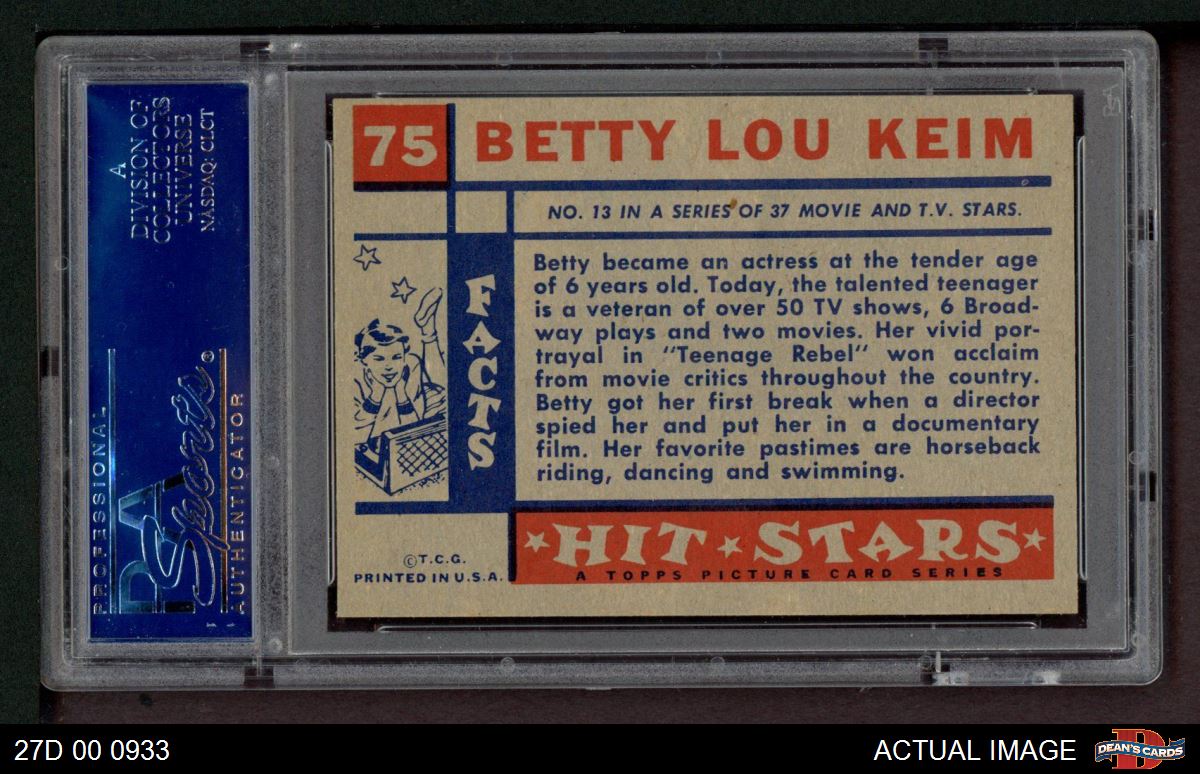 A
DIVISION OF
COLLECTORS
UNIVERSE
NASDAQ: CLCT
PROFESSIONAL
PSA
Sports®
AUTHENTICATOR
75 BETTY LOU KEIM
NO. 13 IN A SERIES OF 37 MOVIE AND T.V. STARS.
FACTS
Betty became an actress at the tender age
of 6 years old. Today, the talented teenager
is a veteran of over 50 TV shows, 6 Broad-
way plays and two movies. Her vivid por-
trayal in "Teenage Rebel" won acclaim
from movie critics throughout the country.
Betty got her first break when a director
spied her and put her in a documentary
film. Her favorite pastimes are horseback
riding, dancing and swimming.
©T.C.G.
PRINTED IN U.S.A.
HIT STARS
A TOPPS PICTURE CARD SERIES
27D 00 0933
ACTUAL IMAGE
DEAN'S CARDS